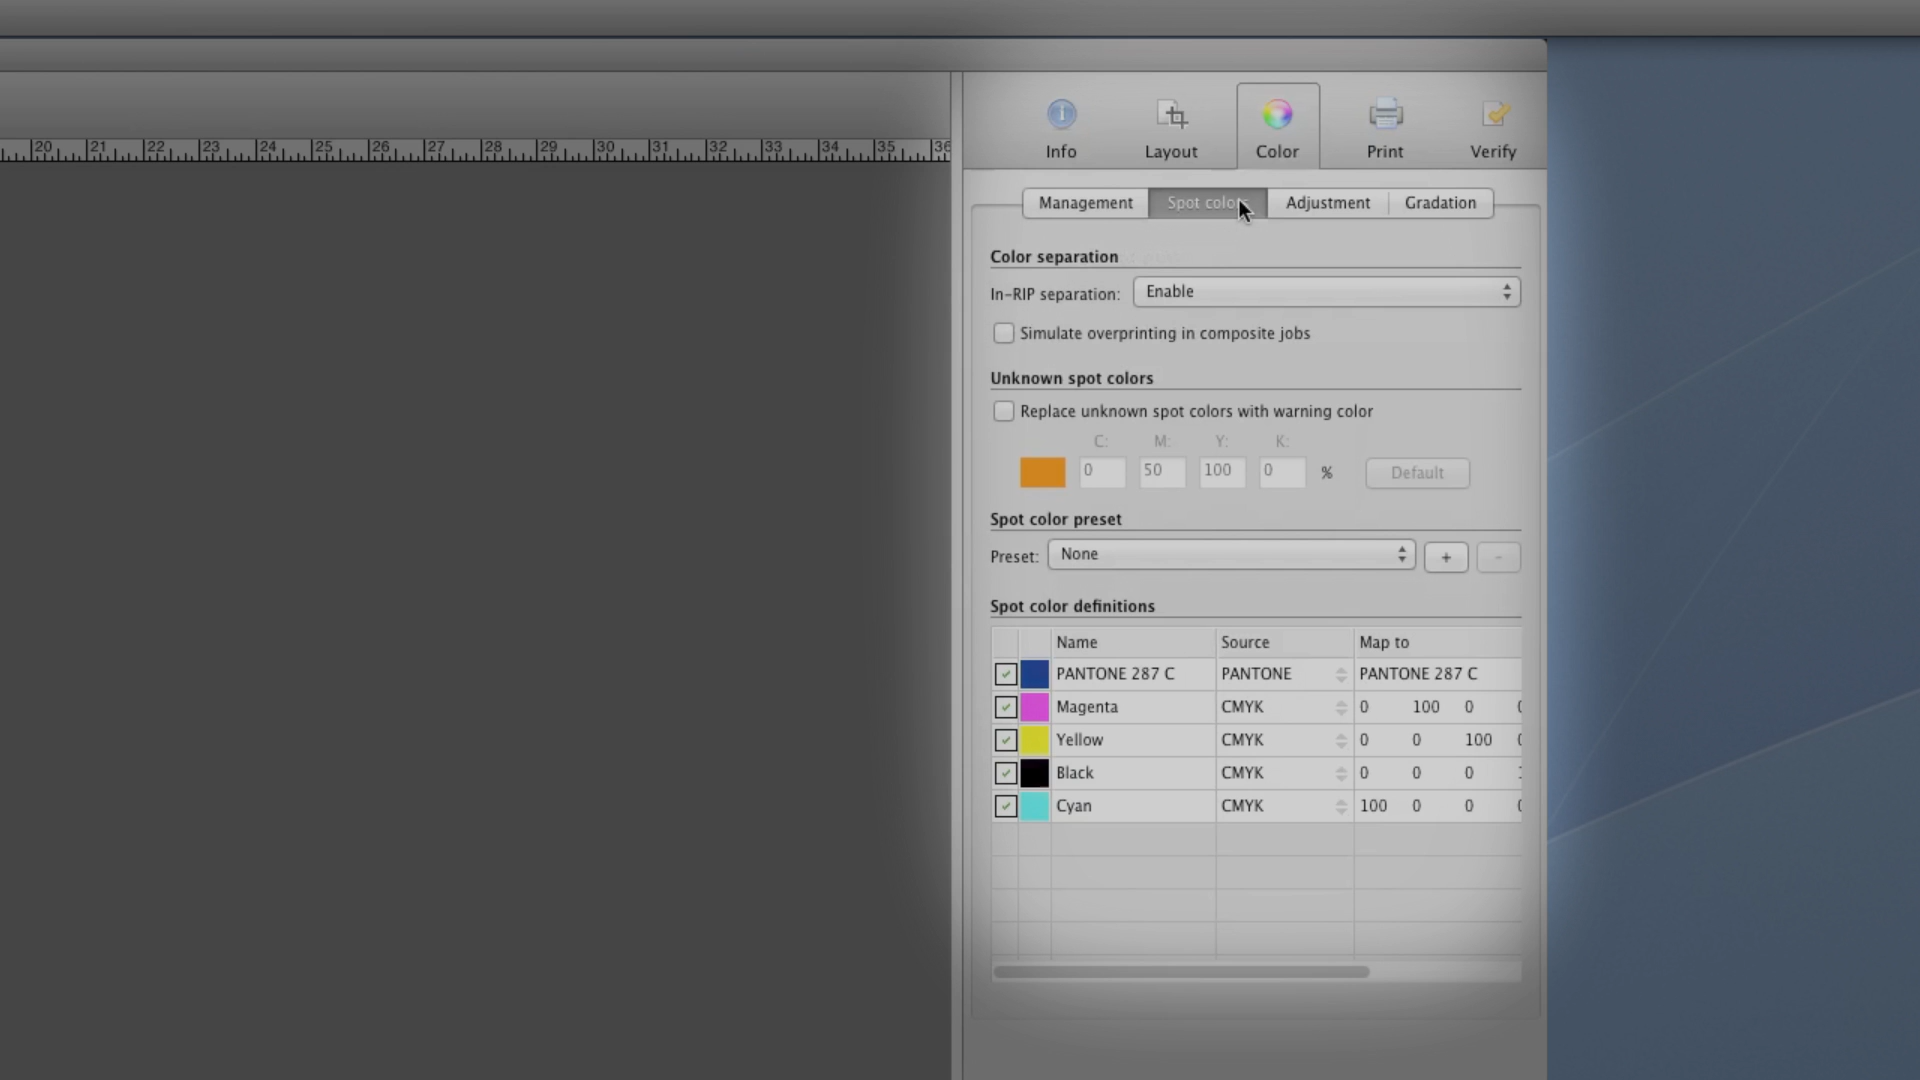 20 21 22 23 24 25 26 27 28 29 30 31 32 33 34 35 36
Info Layout Color Print Verify
Management Spot colors Adjustment Gradation
Color separation
In-RIP separation: Enable
Simulate overprinting in composite jobs
Unknown spot colors
Replace unknown spot colors with warning color
C: M: Y: K:
0 50 100 0 % Default
Spot color preset
Preset: None + -
Spot color definitions
Name Source Map to
PANTONE 287 C PANTONE PANTONE 287 C
Magenta CMYK 0 100 0
Yellow CMYK 0 0 100
Black CMYK 0 0 0
Cyan CMYK 100 0 0